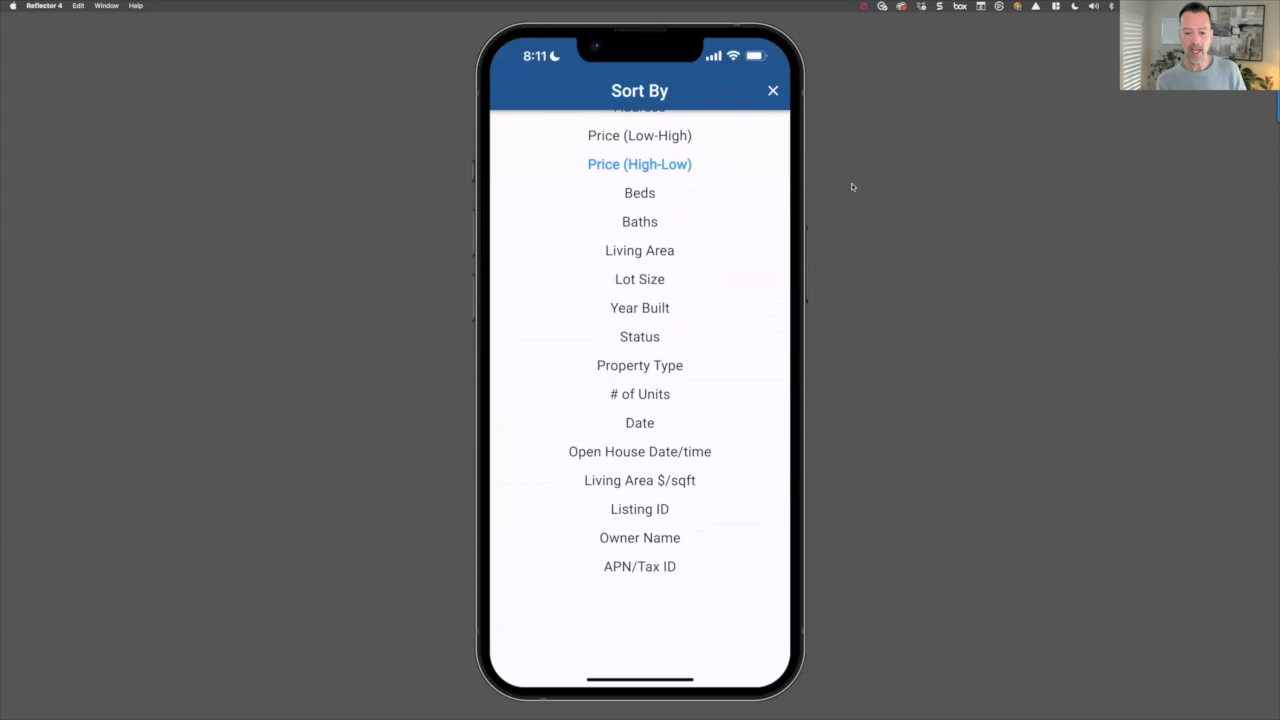 Reflector 4 Edit Window Help
box
8:11
Sort By
Address
Price (Low-High)
Price (High-Low)
Beds
Baths
Living Area
Lot Size
Year Built
Status
Property Type
# of Units
Date
Open House Date/time
Living Area $/sqft
Listing ID
Owner Name
APN/Tax ID